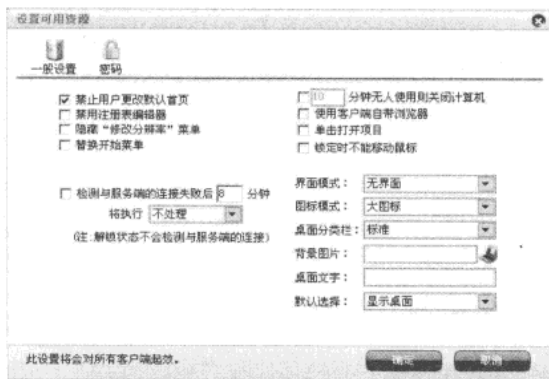 设置可用资源
一般设置 密码
禁止用户更改默认首页
禁用注册表编辑器
隐藏“修改分辨率”菜单
替换开始菜单
10 分钟无人使用则关闭计算机
使用客户端自带浏览器
单击打开项目
锁定时不能移动鼠标
检测与服务端的连接失败后 8 分钟
将执行 不处理
(注:解锁状态不会检测与服务端的连接)
界面模式: 无界面
图标模式: 大图标
桌面分类栏: 标准
背景图片:
桌面文字:
默认选择: 显示桌面
此设置将会对所有客户端起效。
确定 取消